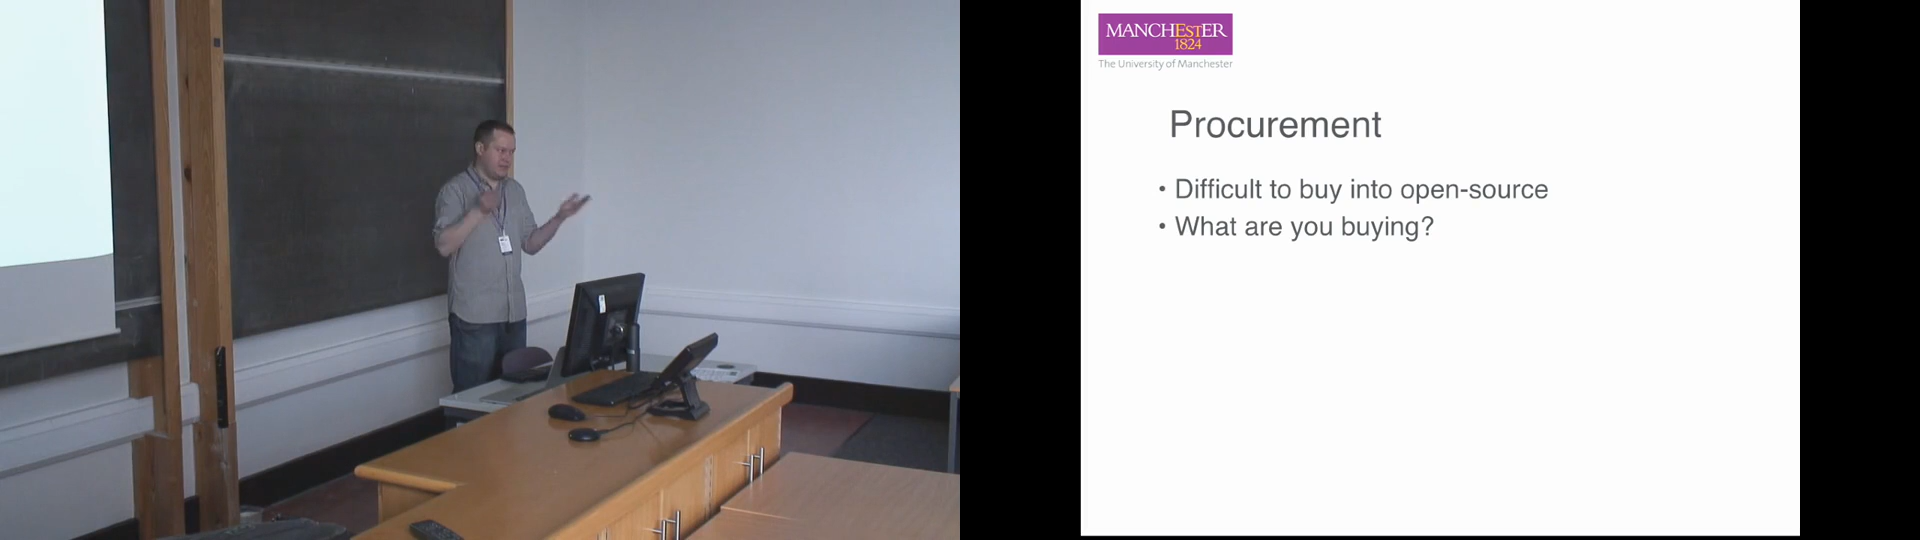 MANCHESTER
1824
The University of Manchester
Procurement
• Difficult to buy into open-source
• What are you buying?